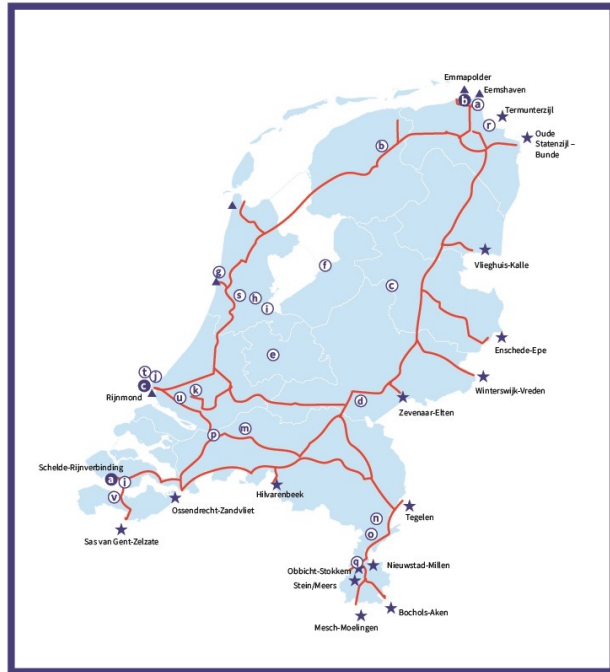 Emmapolder
Eemshaven
b
a
Termunterzijl
r
Oude
Statenzijl –
Bunde
b
Vlieghuis-Kalle
f
g
c
s
h
i
Enschede-Epe
e
t
j
c
k
Winterswijk-Vreden
Rijnmond
u
d
Zevenaar-Elten
p
m
Schelde-Rijnverbinding
a
i
v
Ossendrecht-Zandvliet
Hilvarenbeek
Tegelen
Sas van Gent-Zelzate
n
o
q
Obbicht-Stokkem
Nieuwstad-Millen
Stein/Meers
Bochols-Aken
Mesch-Moelingen